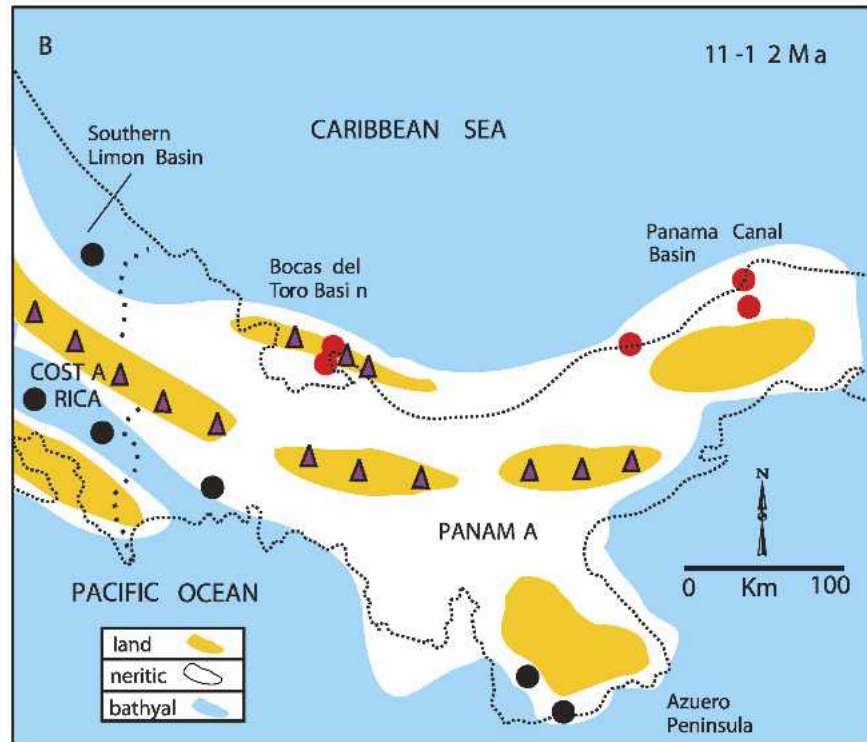 B
11 -1 2 M a
Southern
Limon Basin
CARIBBEAN SEA
Panama Canal
Basin
Bocas del
Toro Basi n
COST A
RICA
PANAM A
N
0 Km 100
PACIFIC OCEAN
land
neritic
bathyal
Azuero
Peninsula